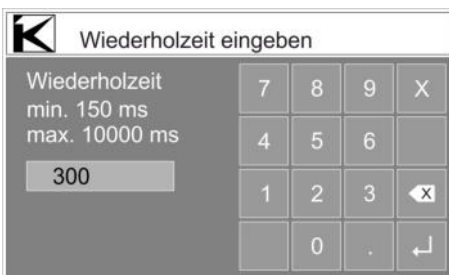 K Wiederholzeit eingeben
Wiederholzeit
min. 150 ms
max. 10000 ms
300
7 8 9 X
4 5 6
1 2 3 X
0 .